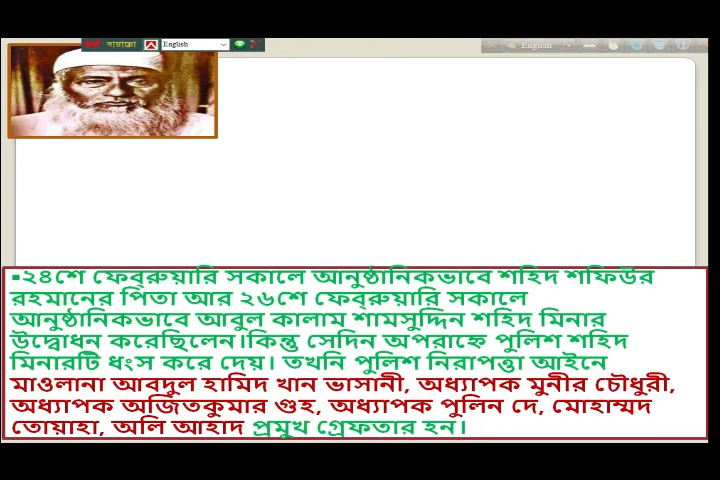 বায়ান্নো English
English
▪২৪শে ফেব্রুয়ারি সকালে আনুষ্ঠানিকভাবে শহিদ শফিউর
রহমানের পিতা আর ২৬শে ফেব্রুয়ারি সকালে
আনুষ্ঠানিকভাবে আবুল কালাম শামসুদ্দিন শহিদ মিনার
উদ্বোধন করেছিলেন।কিন্তু সেদিন অপরাহ্নে পুলিশ শহিদ
মিনারটি ধংস করে দেয়। তখনি পুলিশ নিরাপত্তা আইনে
মাওলানা আবদুল হামিদ খান ভাসানী, অধ্যাপক মুনীর চৌধুরী,
অধ্যাপক অজিতকুমার গুহ, অধ্যাপক পুলিন দে, মোহাম্মদ
তোয়াহা, অলি আহাদ প্রমুখ গ্রেফতার হন।